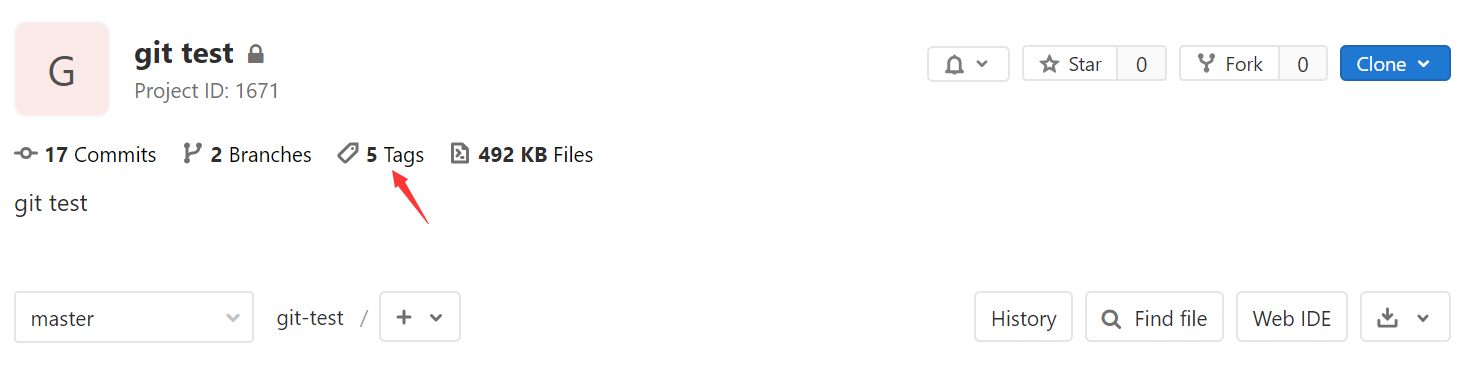 G
git test
Project ID: 1671
Star 0 Fork 0 Clone
17 Commits 2 Branches 5 Tags 492 KB Files
git test
master git-test / + History Find file Web IDE